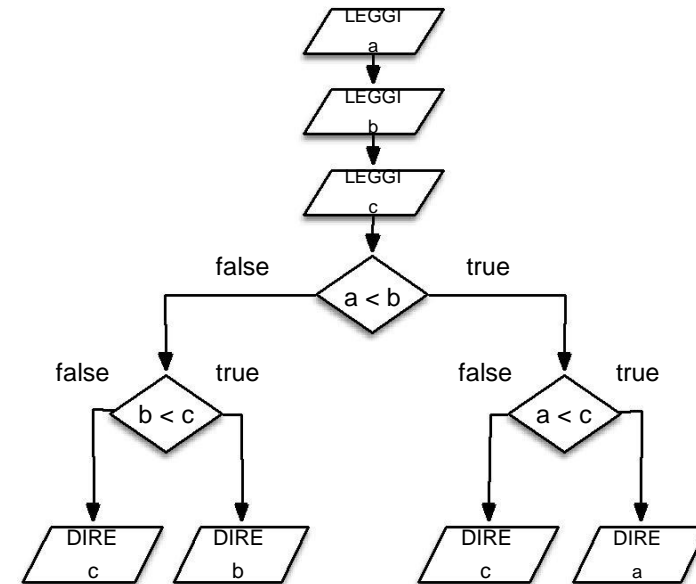 LEGGI
a
LEGGI
b
LEGGI
c
false
true
a < b
false
true
false
true
b < c
a < c
DIRE
c
DIRE
b
DIRE
c
DIRE
a